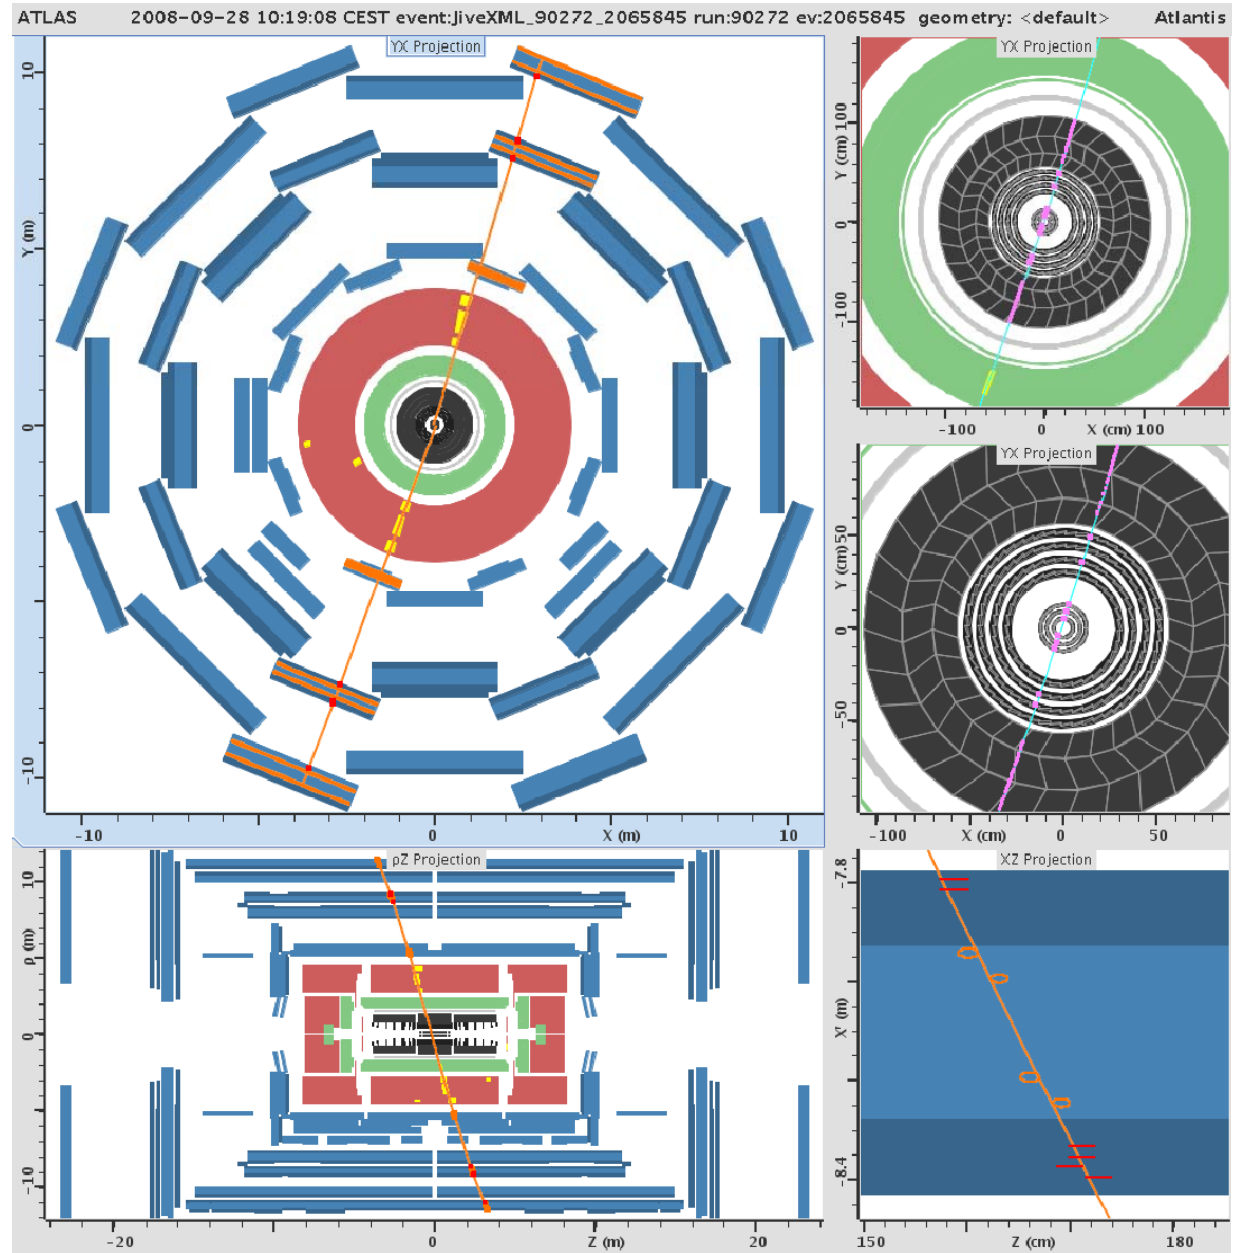 ATLAS 2008-09-28 10:19:08 CEST event:JiveXML_90272_2065845 run:90272 ev:2065845 geometry: <default> Atlantis
YX Projection
10
0
-10
Y (m)
-10 0 X (m) 10
YX Projection
100
0
-100
Y (cm)
-100 0 X (cm) 100
YX Projection
50
0
-50
Y (cm)
-100 X (cm) 0 50
ρZ Projection
10
0
-10
ρ (m)
-20 0 Z (m) 20
XZ Projection
-7.8
X' (m)
-8.4
150 Z (cm) 180